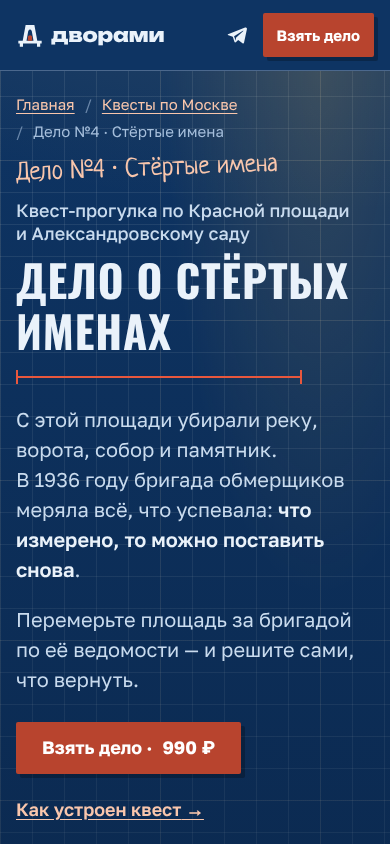 дворами
Взять дело
Главная / Квесты по Москве
/ Дело №4 · Стёртые имена
Дело №4 · Стёртые имена
Квест-прогулка по Красной площади
и Александровскому саду
ДЕЛО О СТЁРТЫХ
ИМЕНАХ
С этой площади убирали реку,
ворота, собор и памятник.
В 1936 году бригада обмерщиков
меряла всё, что успевала: что
измерено, то можно поставить
снова.
Перемерьте площадь за бригадой
по её ведомости — и решите сами,
что вернуть.
Взять дело · 990 ₽
Как устроен квест →